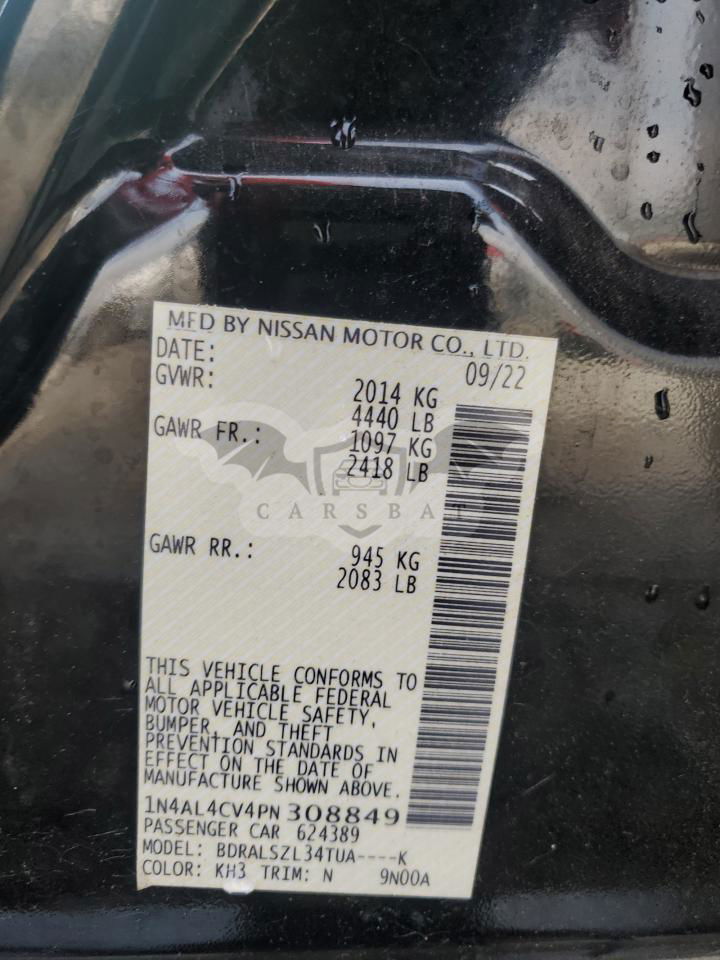 MFD BY NISSAN MOTOR CO., LTD.
DATE: 09/22
GVWR: 2014 KG
4440 LB
GAWR FR.: 1097 KG
2418 LB
CARSBAT
GAWR RR.: 945 KG
2083 LB
THIS VEHICLE CONFORMS TO
ALL APPLICABLE FEDERAL
MOTOR VEHICLE SAFETY,
BUMPER, AND THEFT
PREVENTION STANDARDS IN
EFFECT ON THE DATE OF
MANUFACTURE SHOWN ABOVE.
1N4AL4CV4PN308849
PASSENGER CAR 624389
MODEL: BDRALSZL34TUA----K
COLOR: KH3 TRIM: N 9N00A